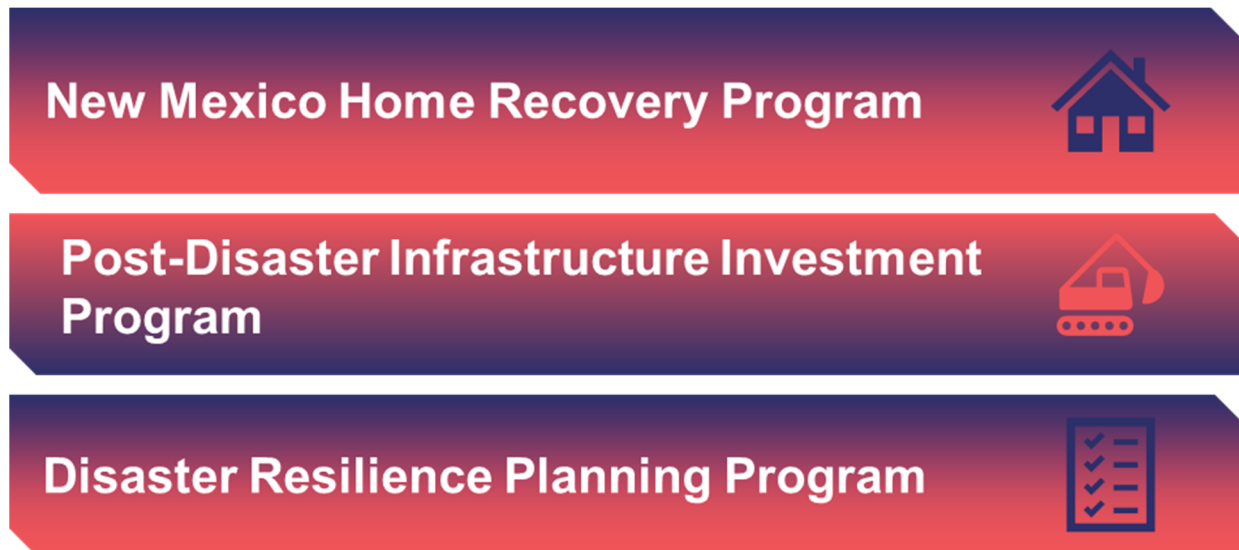 New Mexico Home Recovery Program
Post-Disaster Infrastructure Investment
Program
Disaster Resilience Planning Program